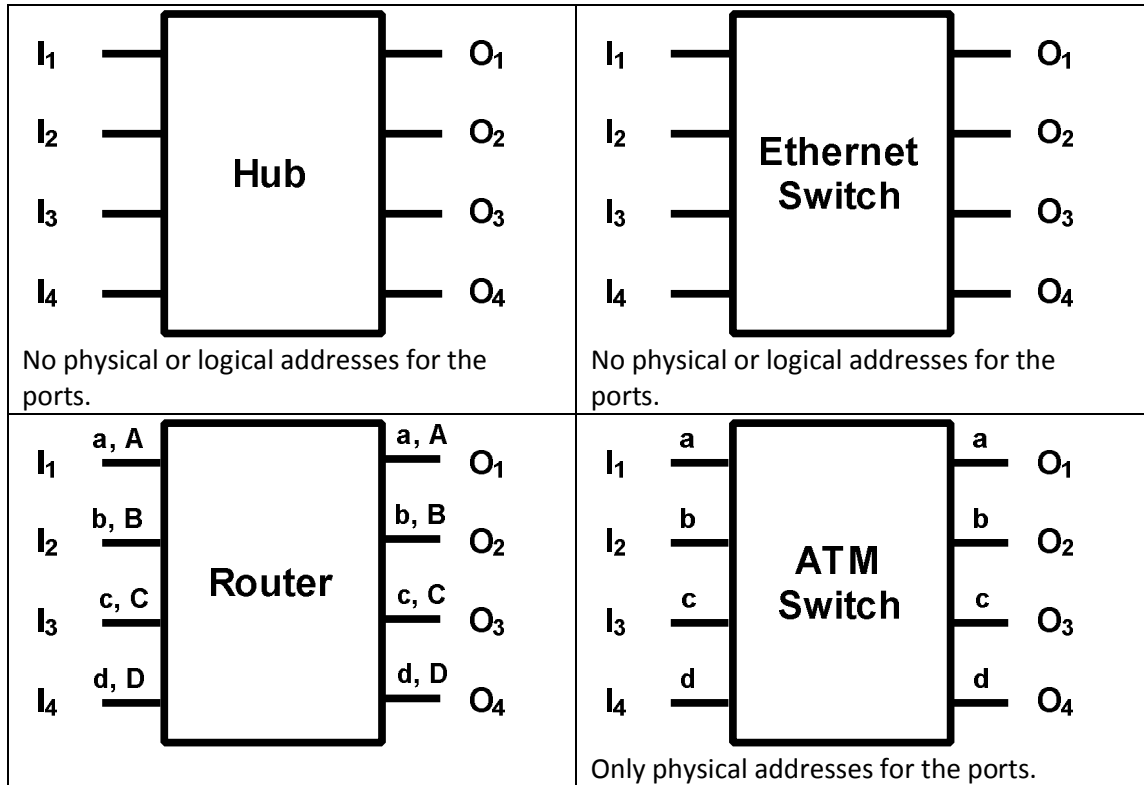 I1 O1
I2 O2
Hub
I3 O3
I4 O4
No physical or logical addresses for the
ports.
I1 O1
I2 O2
Ethernet
Switch
I3 O3
I4 O4
No physical or logical addresses for the
ports.
a, A a, A
I1 O1
b, B b, B
I2 O2
Router
c, C c, C
I3 O3
d, D d, D
I4 O4
a a
I1 O1
b b
I2 O2
ATM
Switch
c c
I3 O3
d d
I4 O4
Only physical addresses for the ports.